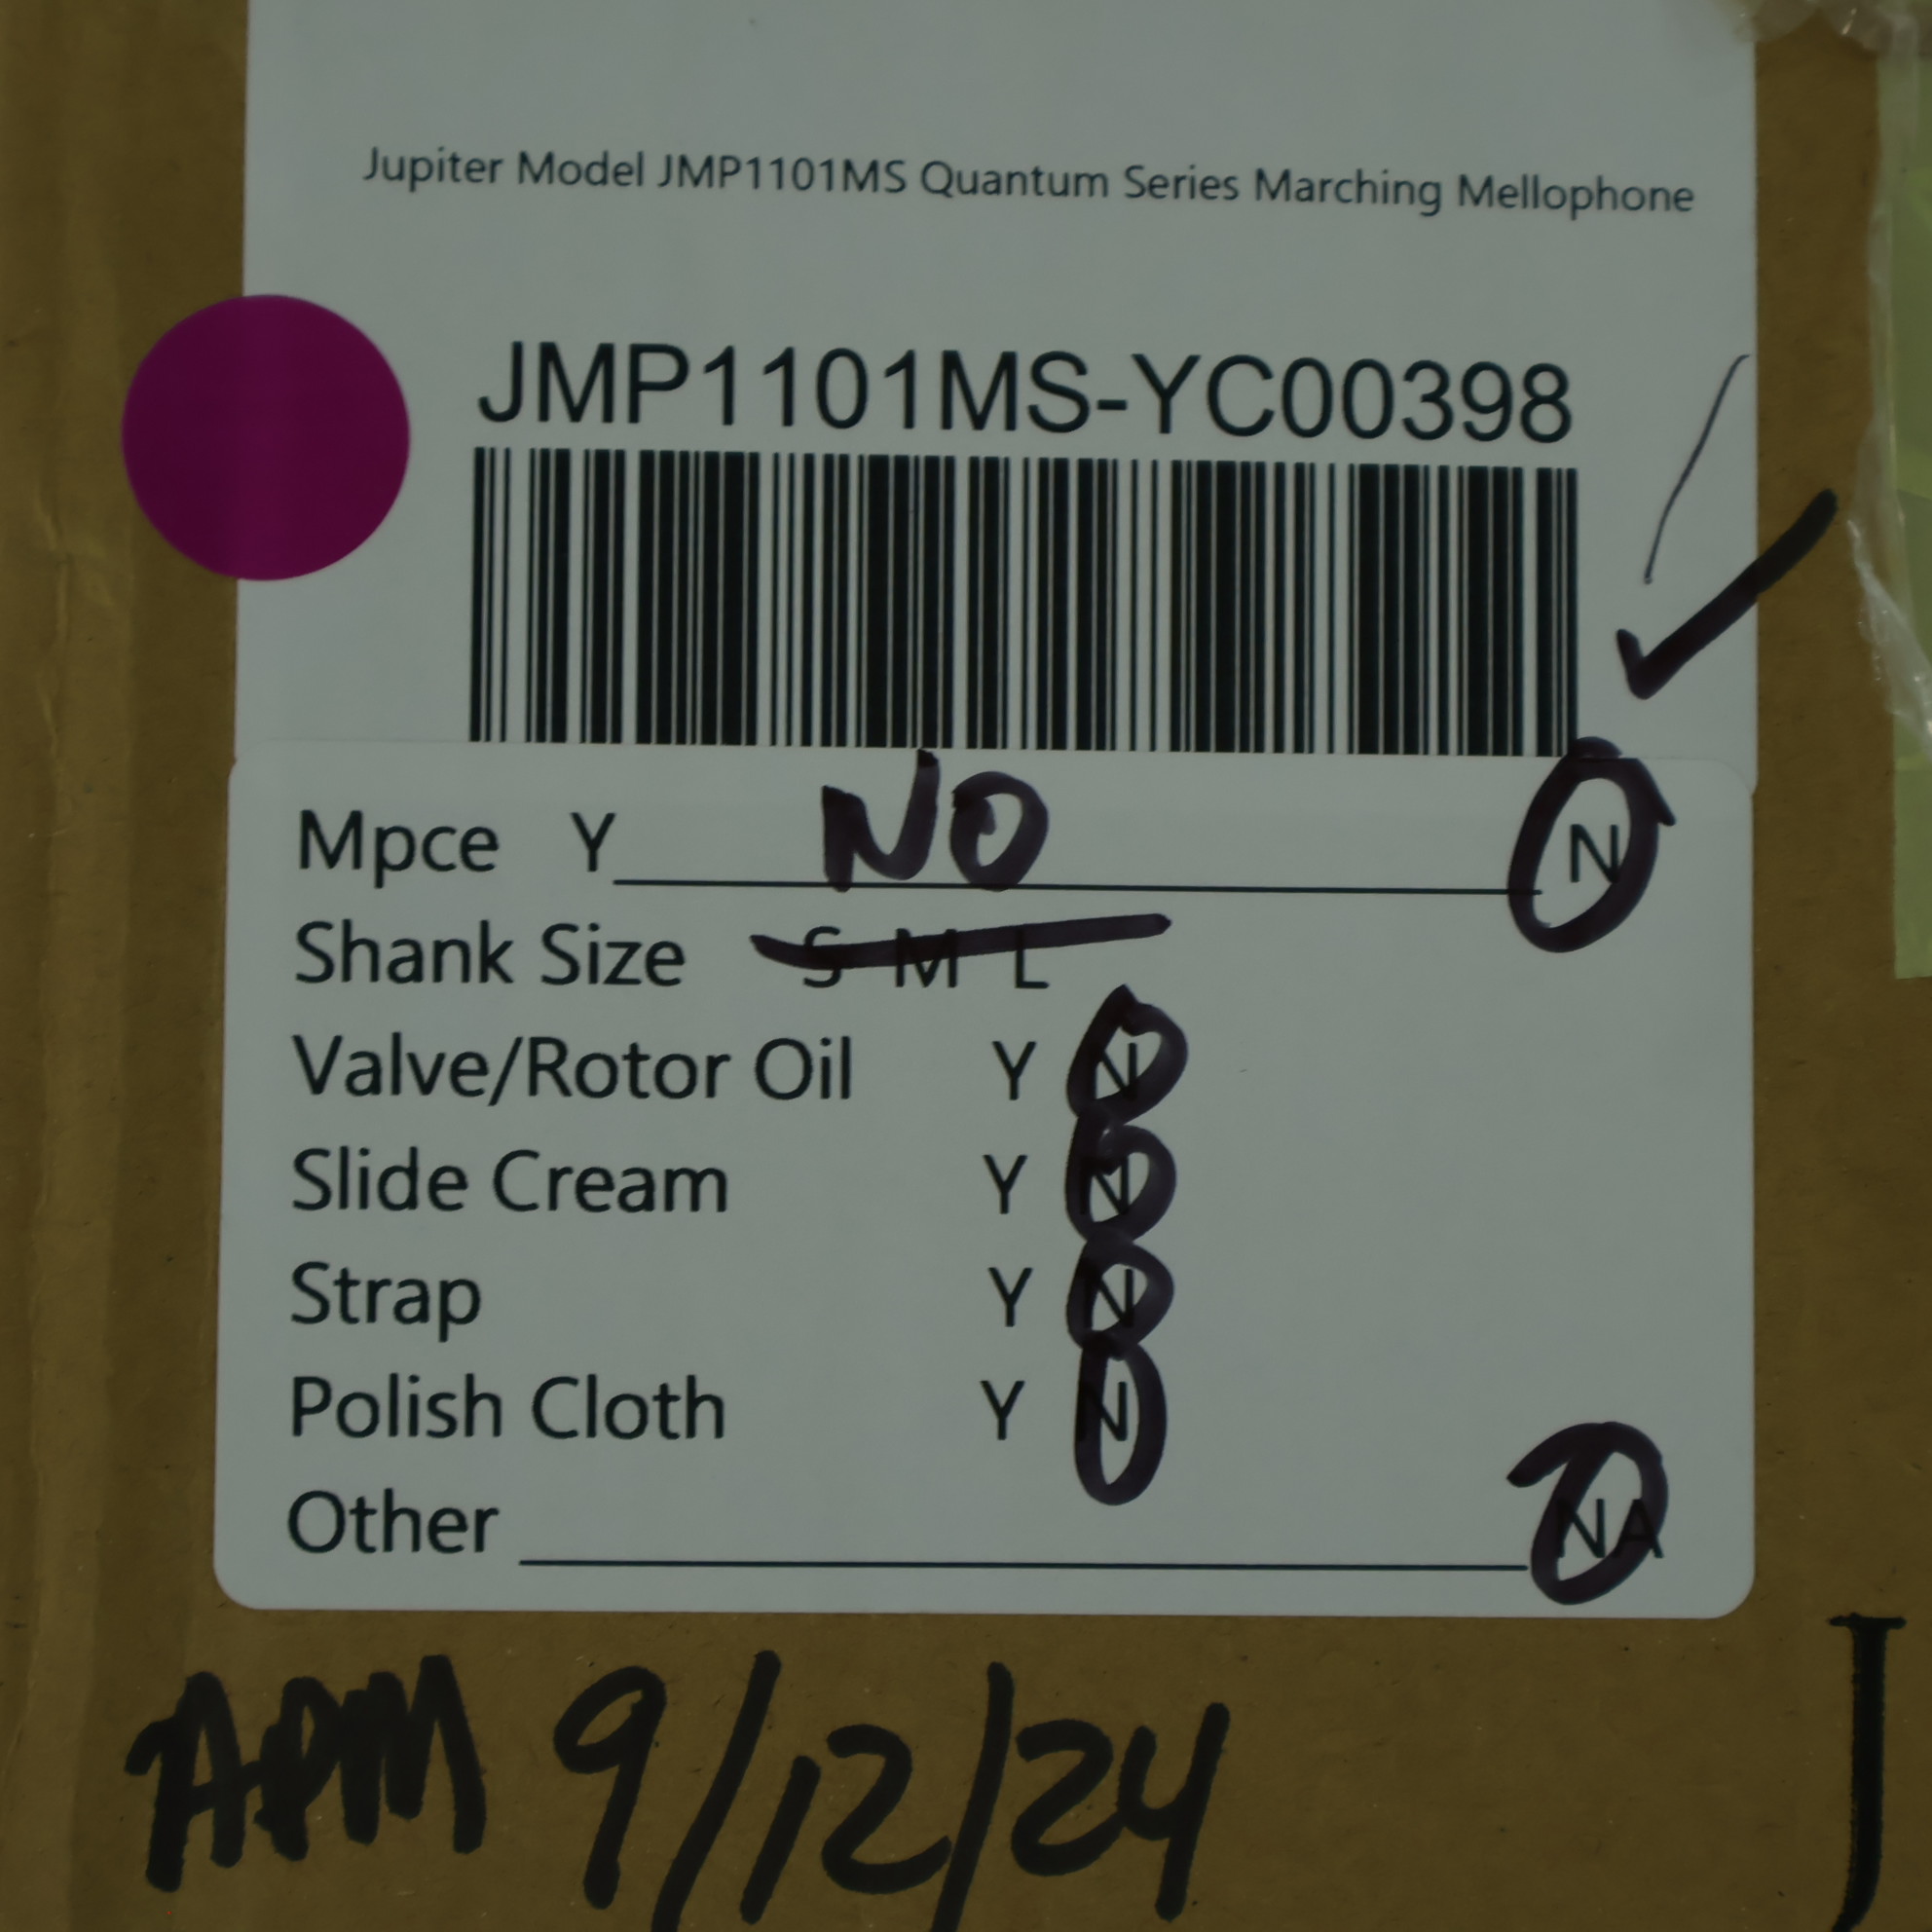 Jupiter Model JMP1101MS Quantum Series Marching Mellophone
JMP1101MS-YC00398
Mpce Y NO N
Shank Size S M L
Valve/Rotor Oil Y N
Slide Cream Y N
Strap Y N
Polish Cloth Y N
Other NA
APM 9/12/24
J